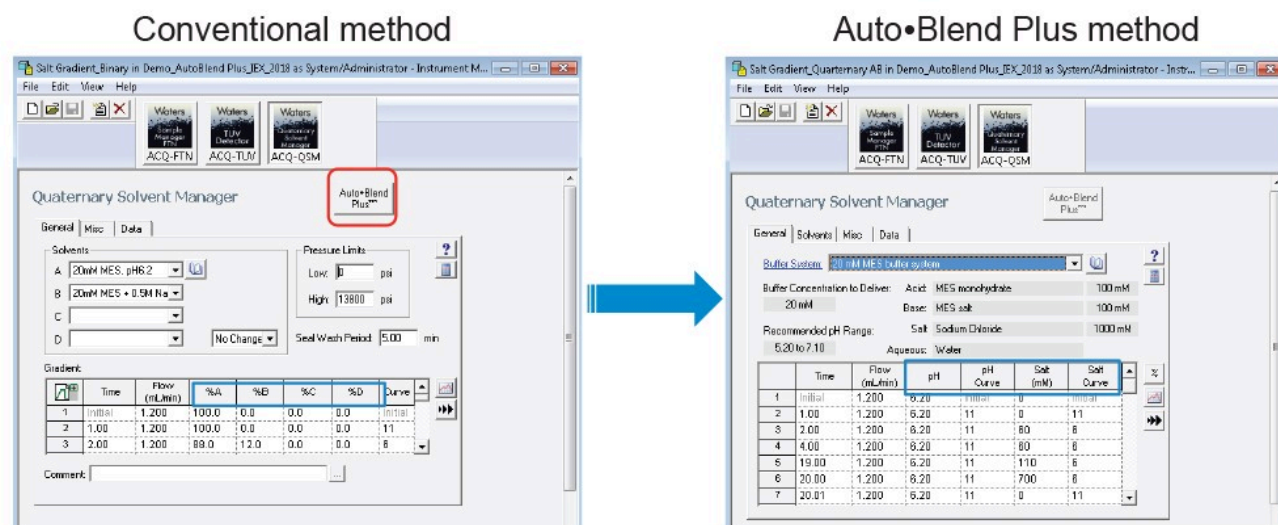 Conventional method
Auto•Blend Plus method
Salt Gradient_Binary in Demo_AutoBlend Plus_IEX_2018 as System/Administrator - Instrument M...
File Edit View Help
Waters Waters Waters
Sample Manager FTN
TUV Detector
Quaternary Solvent Manager
ACQ-FTN ACQ-TUV ACQ-QSM
Quaternary Solvent Manager
Auto•Blend
Plus™
General Misc Data
Solvents
A 20mM MES, pH6.2
B 20mM MES + 0.5M Na
C
D
No Change
Pressure Limits
Low: 0 psi
High: 13800 psi
Seal Wash Period: 5.00 min
?
Gradient:
Time Flow (mL/min) %A %B %C %D Curve
1 Initial 1.200 100.0 0.0 0.0 0.0 Initial
2 1.00 1.200 100.0 0.0 0.0 0.0 11
3 2.00 1.200 88.0 12.0 0.0 0.0 6
Comment: ...
Salt Gradient_Quarternary AB in Demo_AutoBlend Plus_IEX_2018 as System/Administrator - Instr...
File Edit View Help
Waters Waters Waters
Sample Manager FTN
TUV Detector
Quaternary Solvent Manager
ACQ-FTN ACQ-TUV ACQ-QSM
Quaternary Solvent Manager
Auto•Blend
Plus™
General Solvents Misc Data
Buffer System: 20 mM MES buffer system
?
Buffer Concentration to Deliver: Acid: MES monohydrate 100 mM
20 mM Base: MES salt 100 mM
Recommended pH Range: Salt: Sodium Chloride 1000 mM
5.20 to 7.10 Aqueous: Water
Time Flow (mL/min) pH pH Curve Salt (mM) Salt Curve
%
1 Initial 1.200 6.20 Initial 0 Initial
2 1.00 1.200 6.20 11 0 11
3 2.00 1.200 6.20 11 60 6
4 4.00 1.200 6.20 11 60 6
5 19.00 1.200 6.20 11 110 6
6 20.00 1.200 6.20 11 700 6
7 20.01 1.200 6.20 11 0 11